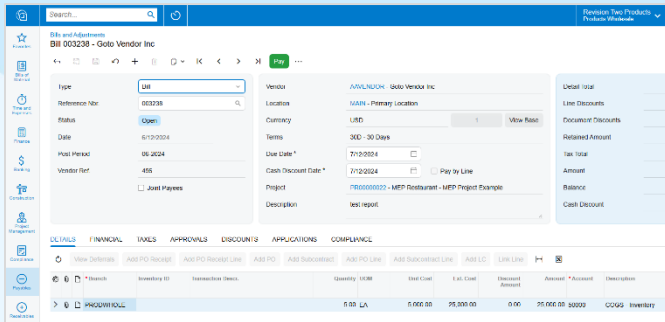 Search...
Revision Two Products
Products Wholesale
Favorites
Bills and Adjustments
Bill 003238 - Goto Vendor Inc
Pay
Type Bill
Reference Nbr. 003238
Status Open
Date 6/12/2024
Post Period 06-2024
Vendor Ref. 456
Joint Payees
Vendor AAVENDOR - Goto Vendor Inc
Location MAIN - Primary Location
Currency USD 1 View Base
Terms 30D - 30 Days
Due Date * 7/12/2024
Cash Discount Date * 7/12/2024 Pay by Line
Project PR00000022 - MEP Restaurant - MEP Project Example
Description test report
Detail Total
Line Discounts
Document Discounts
Retained Amount
Tax Total
Amount
Balance
Cash Discount
Time and Expenses
Finance
Banking
Construction
Project
Management
Compliance
Payables
Receivables
DETAILS FINANCIAL TAXES APPROVALS DISCOUNTS APPLICATIONS COMPLIANCE
View Deferrals Add PO Receipt Add PO Receipt Line Add PO Add Subcontract Add PO Line Add Subcontract Line Add LC Link Line
*Branch Inventory ID Transaction Descr. Quantity UOM Unit Cost Ext. Cost Discount Amount Amount *Account Description
PRODWHOLE 5.00 EA 5,000.00 25,000.00 0.00 25,000.00 50000 COGS Inventory